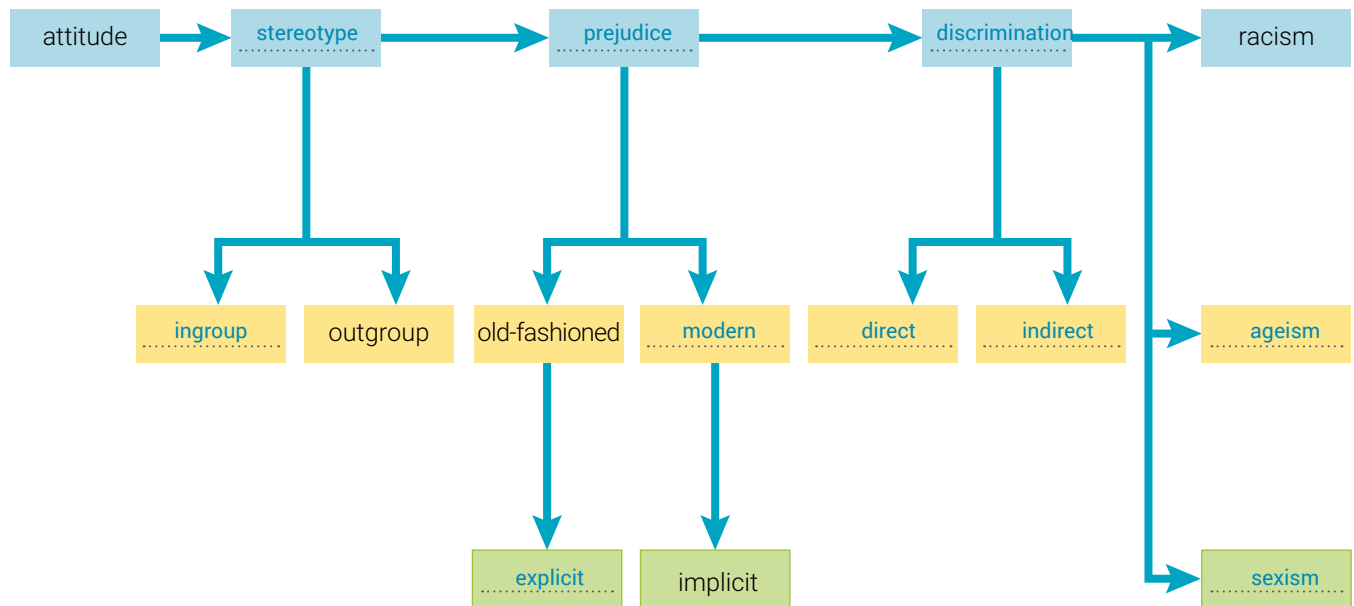 attitude
stereotype
prejudice
discrimination
racism
ingroup
outgroup
old-fashioned
modern
direct
indirect
ageism
explicit
implicit
sexism